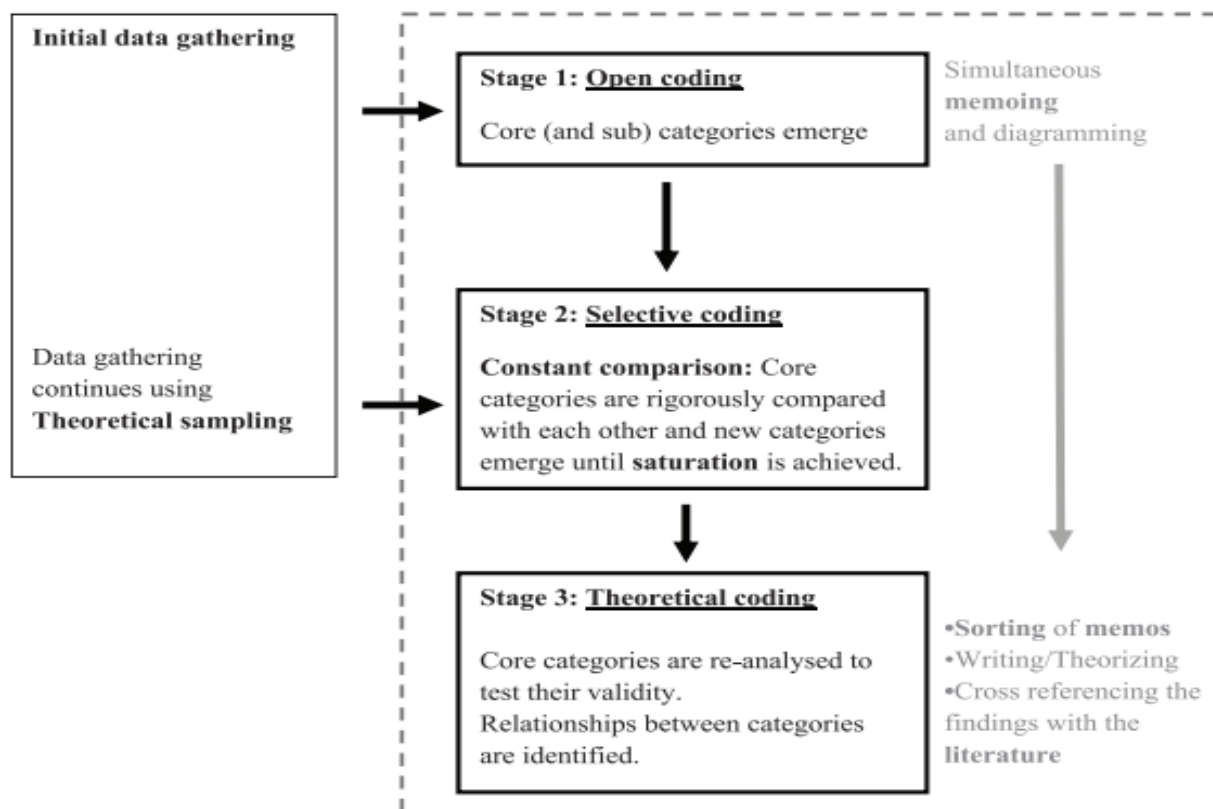 Initial data gathering
Data gathering
continues using
Theoretical sampling
Stage 1: Open coding
Core (and sub) categories emerge
Simultaneous
memoing
and diagramming
Stage 2: Selective coding
Constant comparison: Core
categories are rigorously compared
with each other and new categories
emerge until saturation is achieved.
Stage 3: Theoretical coding
Core categories are re-analysed to
test their validity.
Relationships between categories
are identified.
•Sorting of memos
•Writing/Theorizing
•Cross referencing the
findings with the
literature